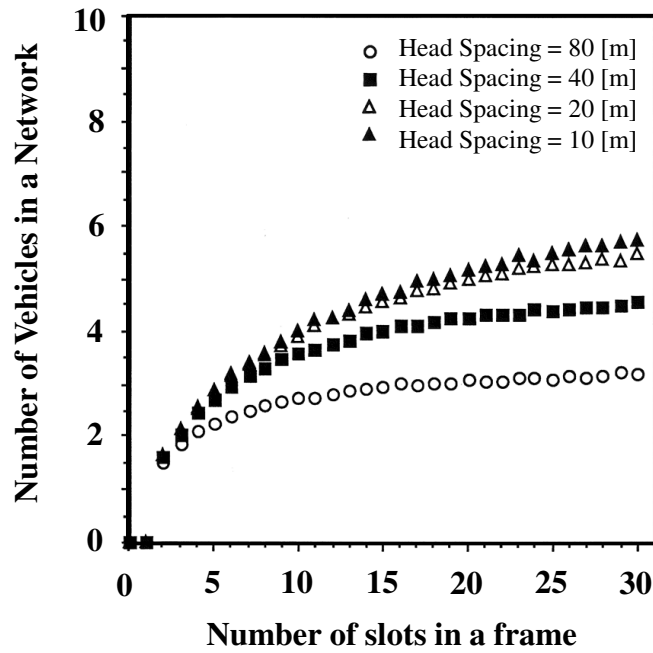 10
8
6
4
2
0
Number of Vehicles in a Network
Head Spacing = 80 [m]
Head Spacing = 40 [m]
Head Spacing = 20 [m]
Head Spacing = 10 [m]
0 5 10 15 20 25 30
Number of slots in a frame